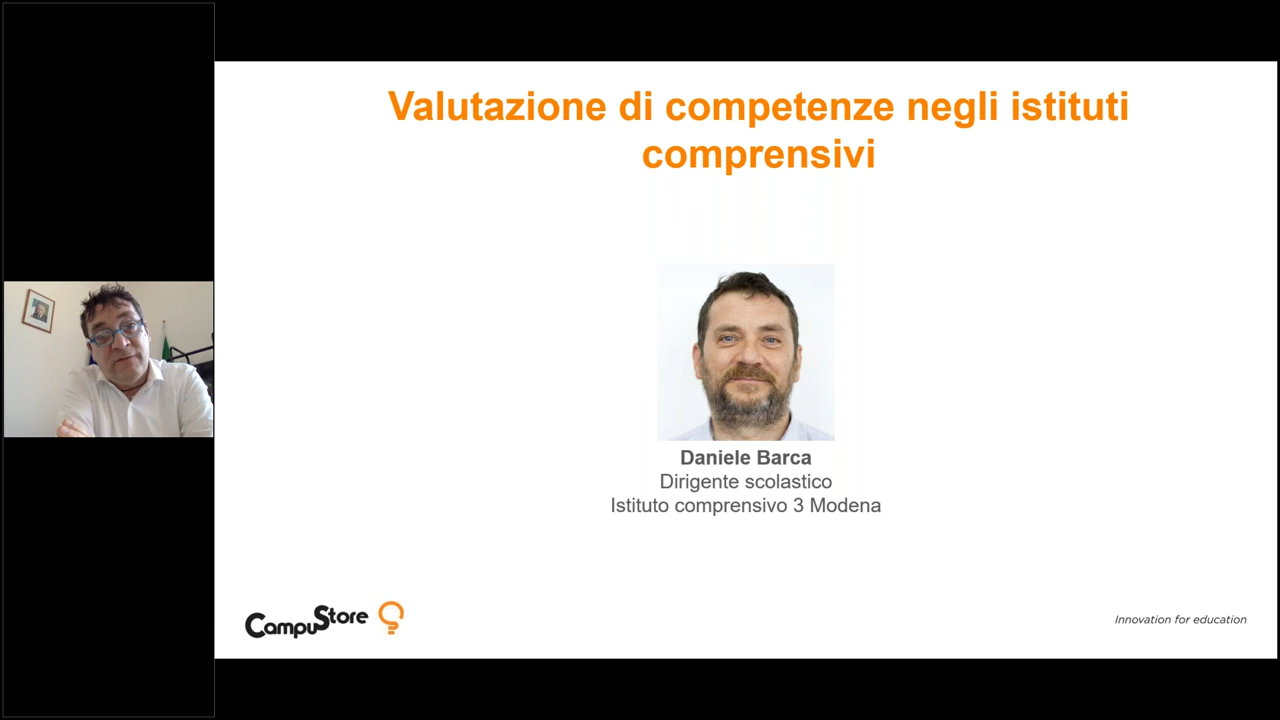 Valutazione di competenze negli istituti
comprensivi
Daniele Barca
Dirigente scolastico
Istituto comprensivo 3 Modena
CampuStore
Innovation for education